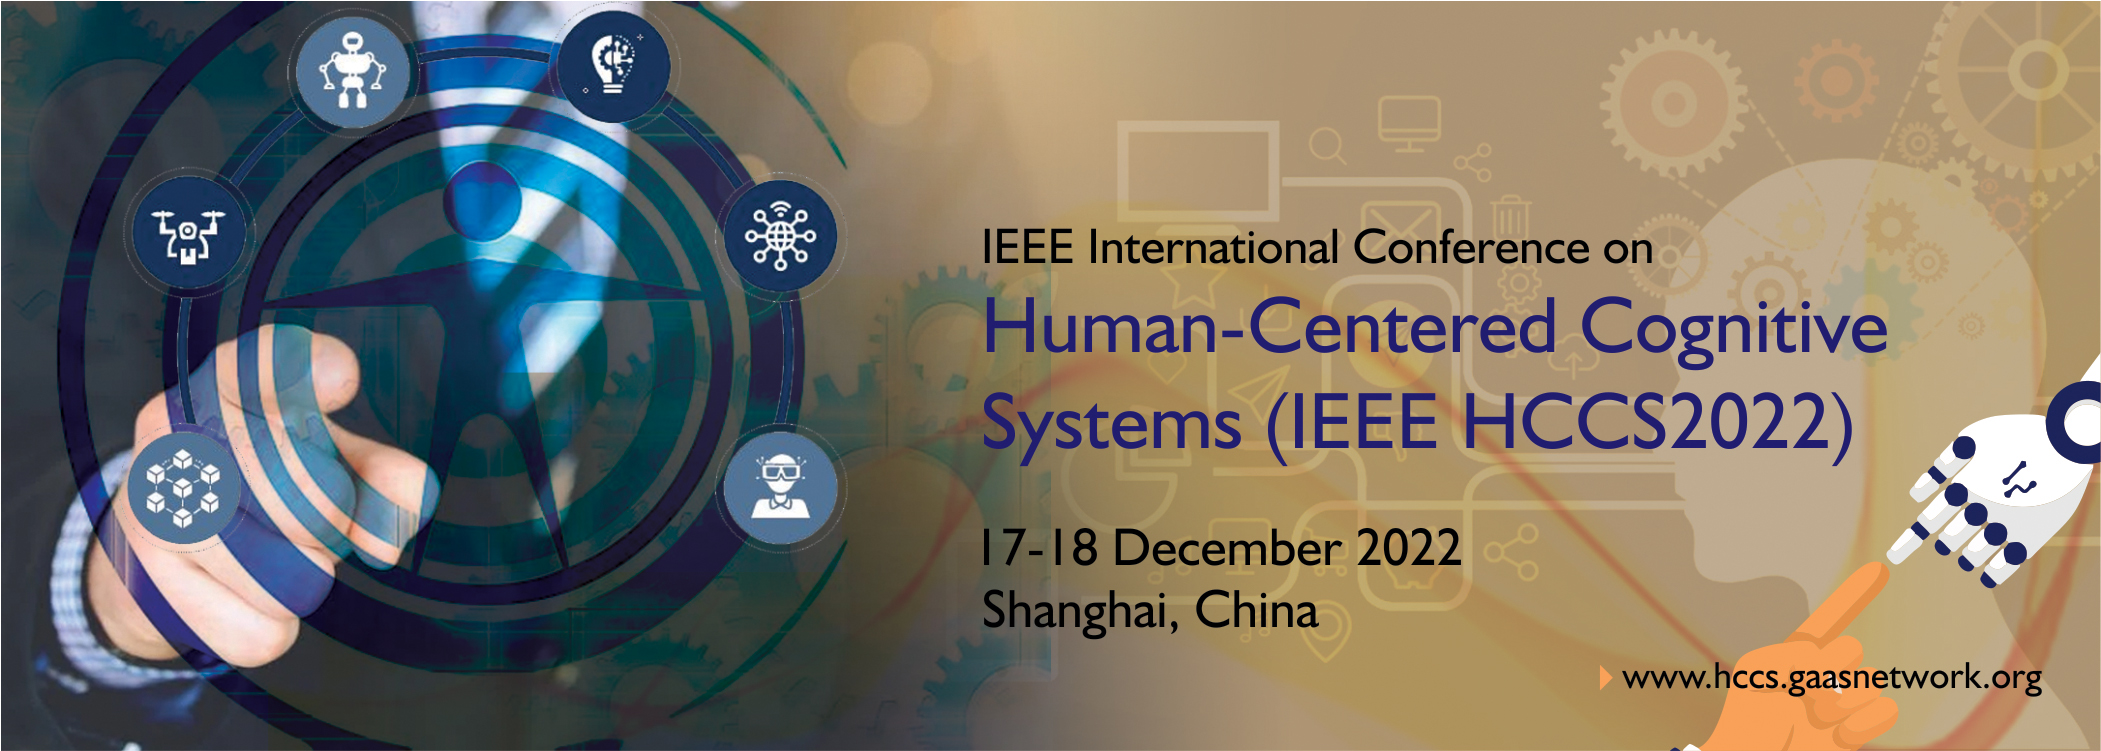 IEEE International Conference on
Human-Centered Cognitive
Systems (IEEE HCCS2022)
17-18 December 2022
Shanghai, China
www.hccs.gaasnetwork.org